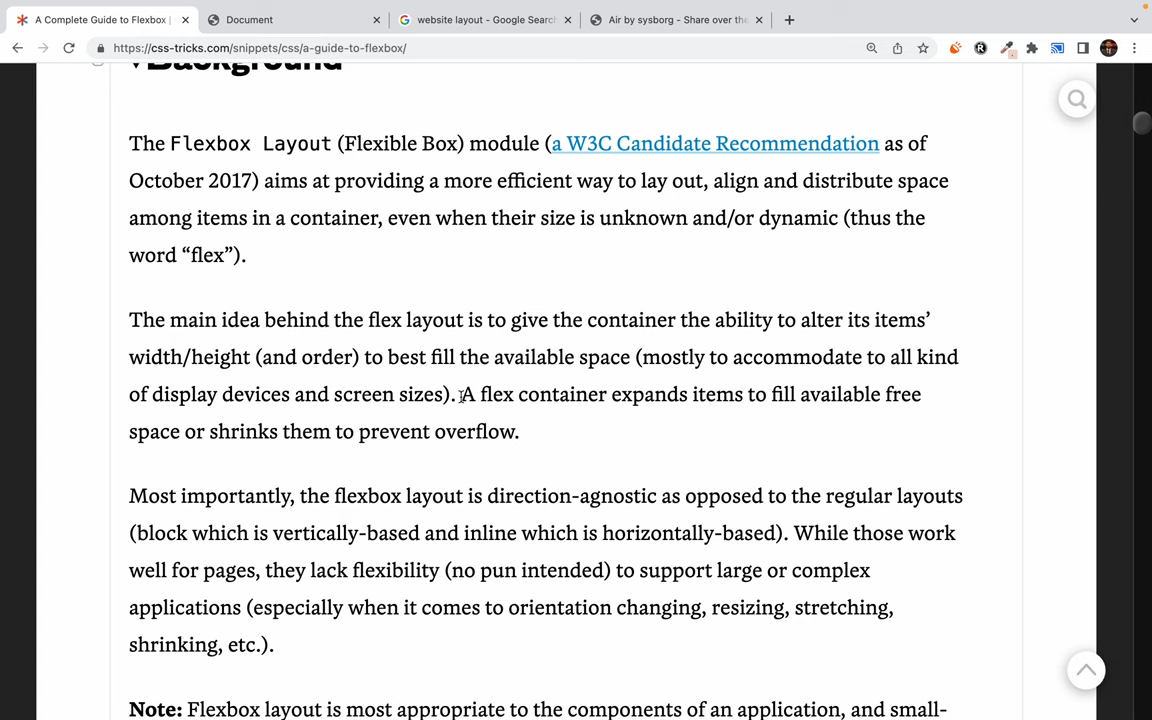 A Complete Guide to Flexbox |
Document
website layout - Google Searc
Air by sysborg - Share over the
https://css-tricks.com/snippets/css/a-guide-to-flexbox/
Background
The Flexbox Layout (Flexible Box) module (a W3C Candidate Recommendation as of
October 2017) aims at providing a more efficient way to lay out, align and distribute space
among items in a container, even when their size is unknown and/or dynamic (thus the
word “flex”).
The main idea behind the flex layout is to give the container the ability to alter its items’
width/height (and order) to best fill the available space (mostly to accommodate to all kind
of display devices and screen sizes). A flex container expands items to fill available free
space or shrinks them to prevent overflow.
Most importantly, the flexbox layout is direction-agnostic as opposed to the regular layouts
(block which is vertically-based and inline which is horizontally-based). While those work
well for pages, they lack flexibility (no pun intended) to support large or complex
applications (especially when it comes to orientation changing, resizing, stretching,
shrinking, etc.).
Note: Flexbox layout is most appropriate to the components of an application, and small-